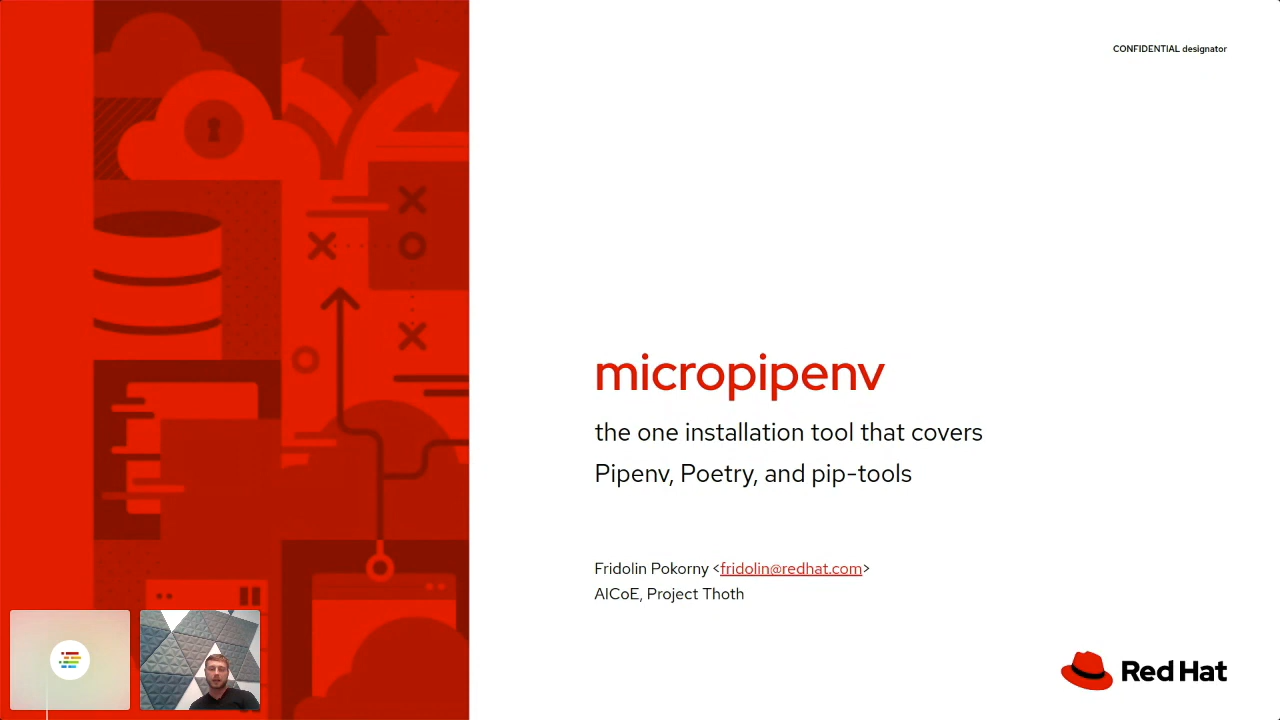 CONFIDENTIAL designator
micropipenv
the one installation tool that covers
Pipenv, Poetry, and pip-tools
Fridolin Pokorny <fridolin@redhat.com>
AICoE, Project Thoth
Red Hat